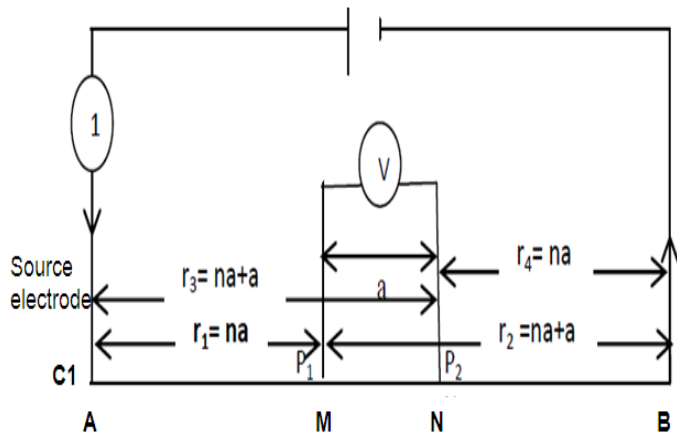 1
V
Source
electrode
r3= na+a
a
r4= na
r1= na
r2 =na+a
P1
P2
C1
A
M
N
B